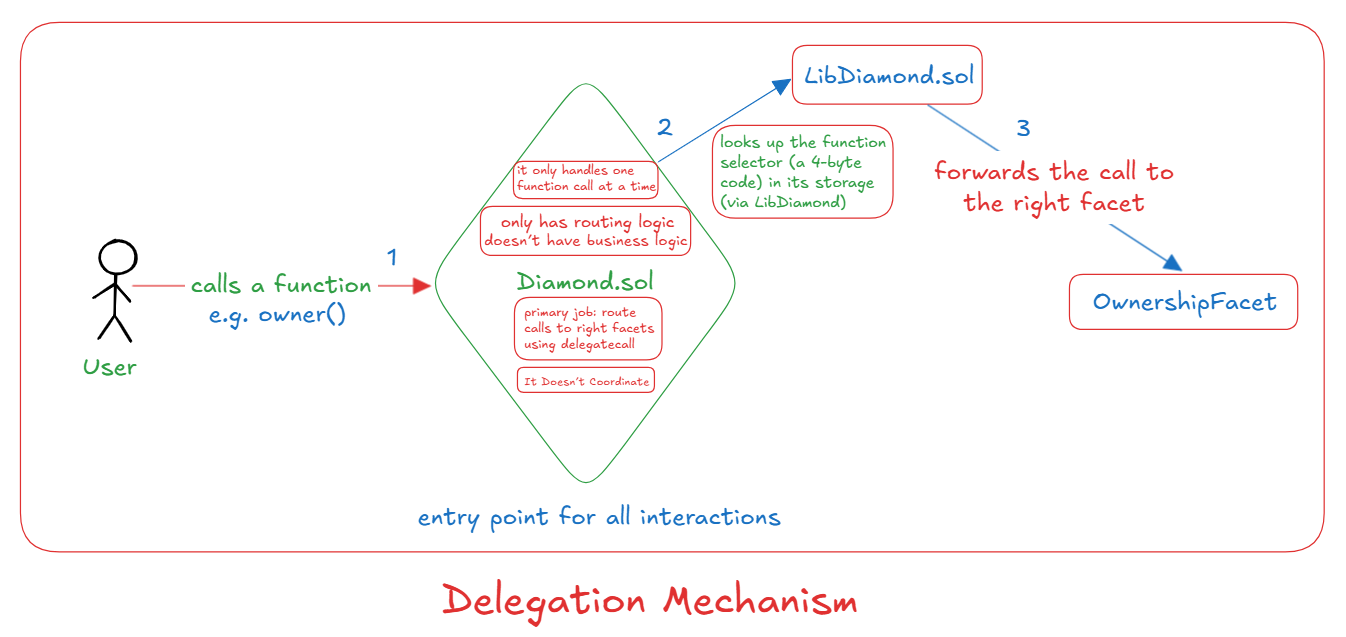 User
1
calls a function
e.g. owner()
it only handles one
function call at a time
only has routing logic
doesn't have business logic
Diamond.sol
primary job: route
calls to right facets
using delegatecall
It Doesn't Coordinate
entry point for all interactions
2
LibDiamond.sol
looks up the function
selector (a 4-byte
code) in its storage
(via LibDiamond)
3
forwards the call to
the right facet
OwnershipFacet
Delegation Mechanism